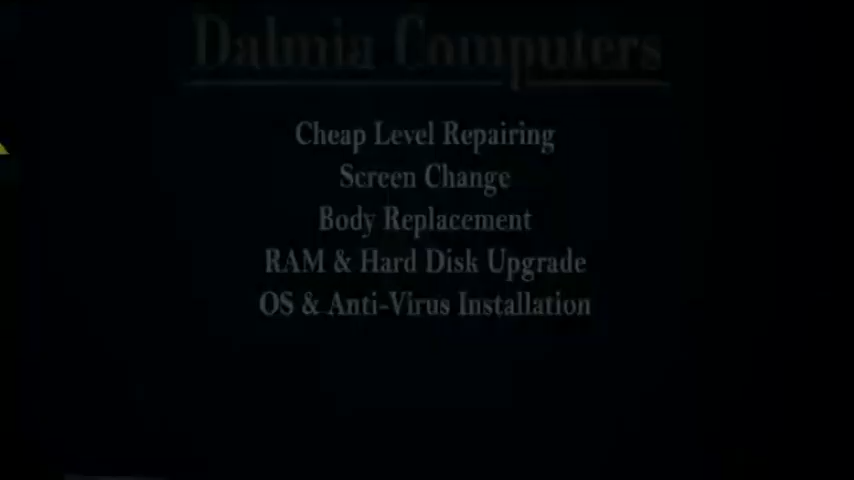 Dalmia Computers
Cheap Level Repairing
Screen Change
Body Replacement
RAM & Hard Disk Upgrade
OS & Anti-Virus Installation